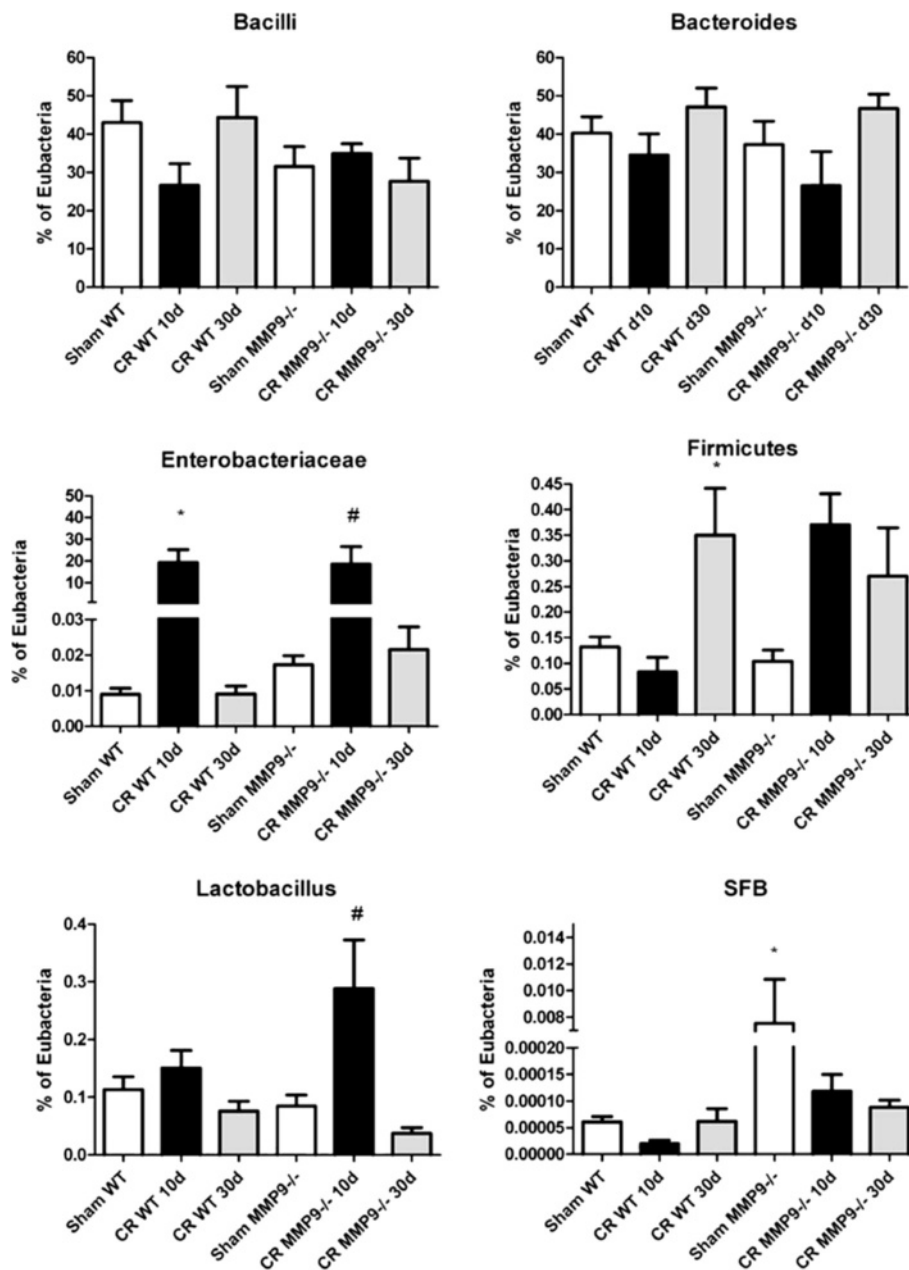 Bacilli
% of Eubacteria
60
50
40
30
20
10
0
Sham WT
CR WT 10d
CR WT 30d
Sham MMP9-/-
CR MMP9-/- 10d
CR MMP9-/- 30d
Bacteroides
% of Eubacteria
60
50
40
30
20
10
0
Sham WT
CR WT d10
CR WT d30
Sham MMP9-/-
CR MMP9-/- d10
CR MMP9-/- d30
Enterobacteriaceae
% of Eubacteria
50
40
30
20
10
0.03
0.02
0.01
0.00
*
#
Sham WT
CR WT 10d
CR WT 30d
Sham MMP9-/-
CR MMP9-/- 10d
CR MMP9-/- 30d
Firmicutes
% of Eubacteria
0.45
0.40
0.35
0.30
0.25
0.20
0.15
0.10
0.05
0.00
*
Sham WT
CR WT 10d
CR WT 30d
Sham MMP9-/-
CR MMP9-/- 10d
CR MMP9-/- 30d
Lactobacillus
% of Eubacteria
0.4
0.3
0.2
0.1
0.0
#
Sham WT
CR WT 10d
CR WT 30d
Sham MMP9-/-
CR MMP9-/- 10d
CR MMP9-/- 30d
SFB
% of Eubacteria
0.014
0.012
0.010
0.008
0.00020
0.00015
0.00010
0.00005
0.00000
*
Sham WT
CR WT 10d
CR WT 30d
Sham MMP9-/-
CR MMP9-/- 10d
CR MMP9-/- 30d